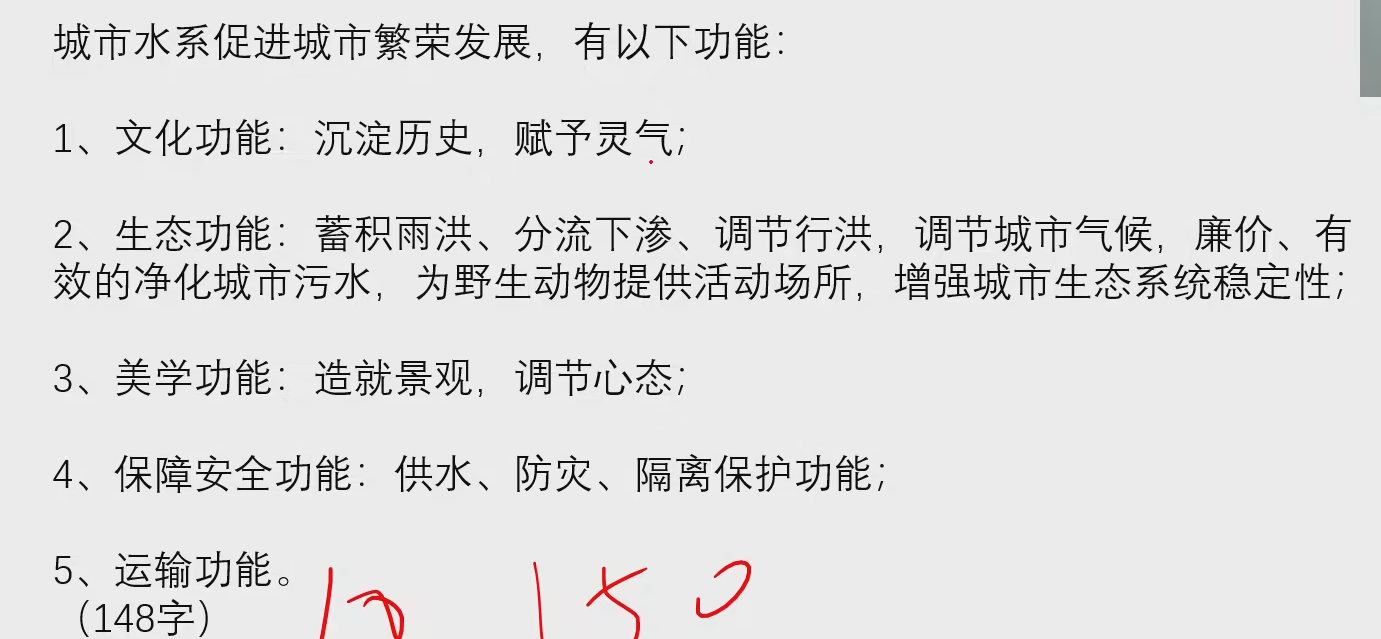 城市水系促进城市繁荣发展，有以下功能：
1、文化功能：沉淀历史，赋予灵气；
2、生态功能：蓄积雨洪、分流下渗、调节行洪，调节城市气候，廉价、有
效的净化城市污水，为野生动物提供活动场所，增强城市生态系统稳定性；
3、美学功能：造就景观，调节心态；
4、保障安全功能：供水、防灾、隔离保护功能；
5、运输功能。
（148字）
150